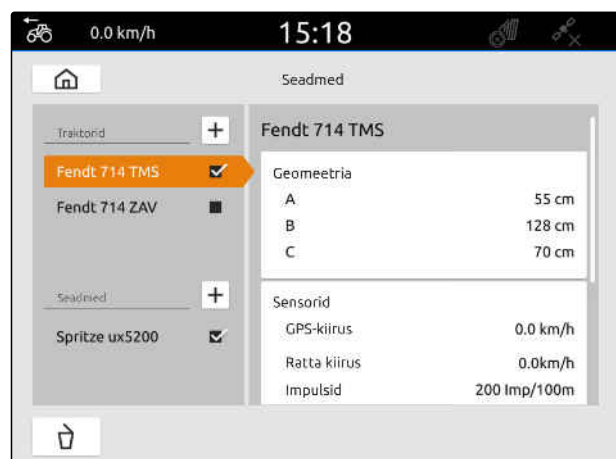 0.0 km/h
15:18
Seadmed
Traktorid
+
Fendt 714 TMS
Fendt 714 ZAV
Seadmed
+
Spritze ux5200
Fendt 714 TMS
Geomeetria
A 55 cm
B 128 cm
C 70 cm
Sensorid
GPS-kiirus 0.0 km/h
Ratta kiirus 0.0km/h
Impulsid 200 Imp/100m